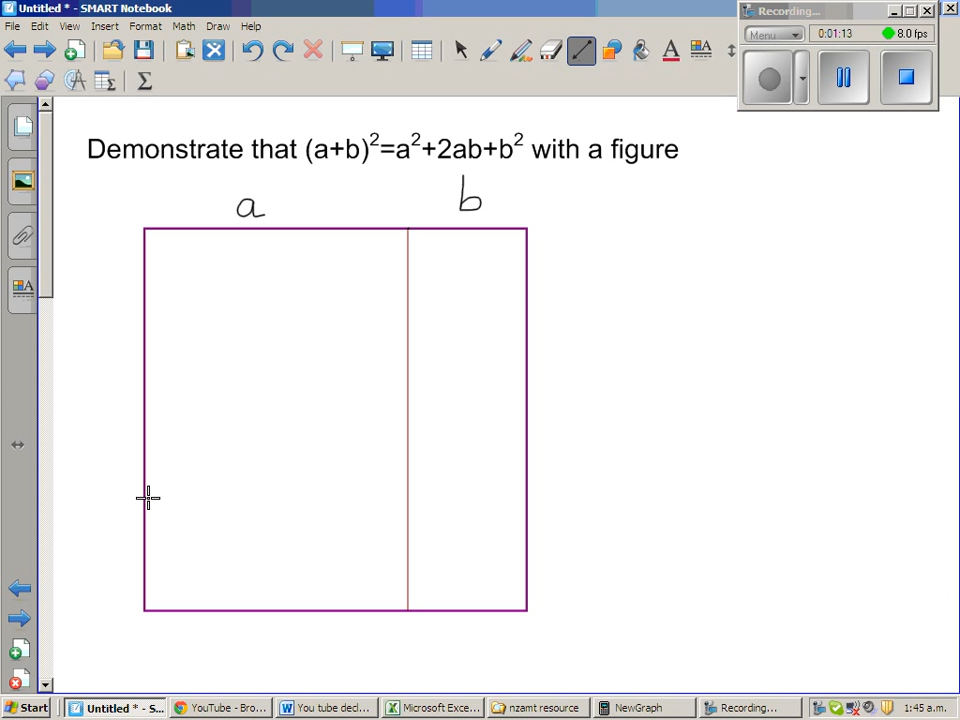 Untitled * - SMART Notebook
Recording...
File Edit View Insert Format Math Draw Help
Menu 0:01:13 8.0 fps
Demonstrate that (a+b)²=a²+2ab+b² with a figure
a b
Start Untitled * - S... YouTube - Bro... You tube decl... Microsoft Exce... nzamt resource NewGraph Recording... 1:45 a.m.